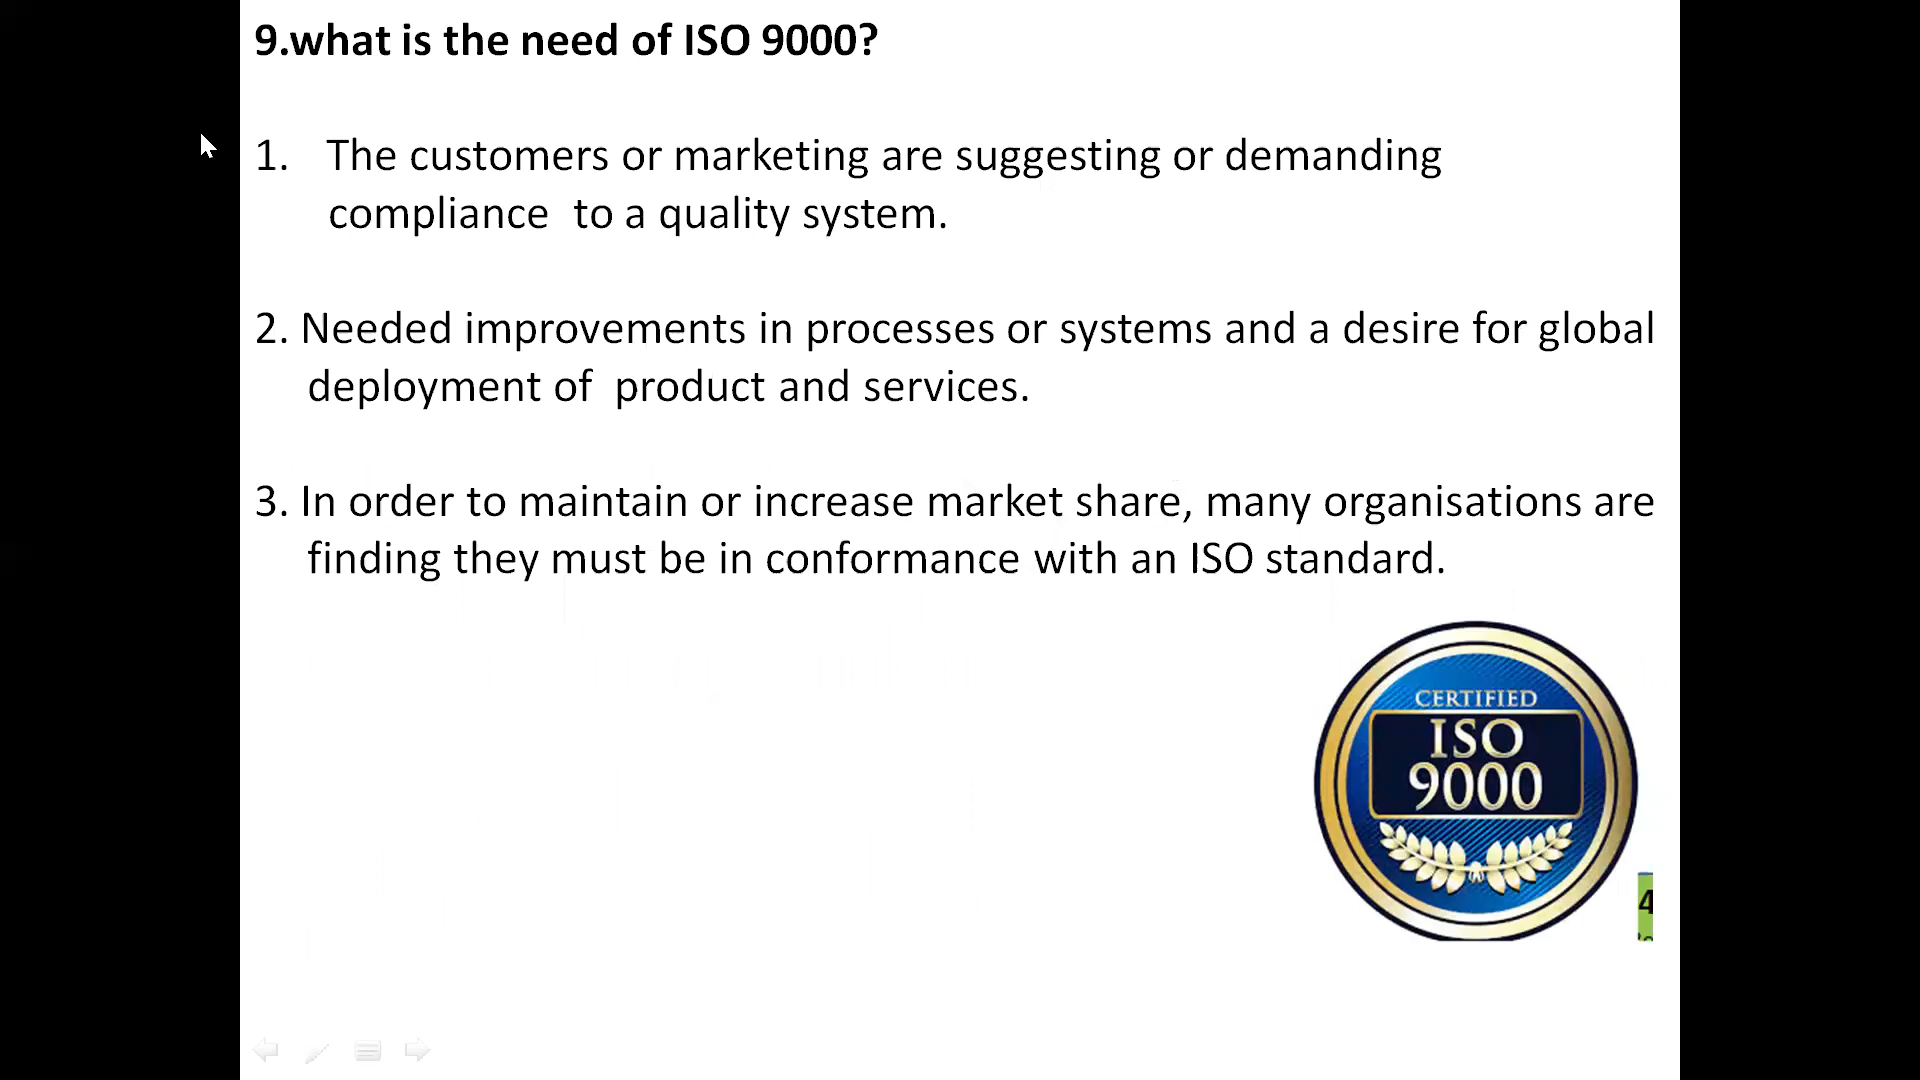 9.what is the need of ISO 9000?
1. The customers or marketing are suggesting or demanding
compliance to a quality system.
2. Needed improvements in processes or systems and a desire for global
deployment of product and services.
3. In order to maintain or increase market share, many organisations are
finding they must be in conformance with an ISO standard.
CERTIFIED
ISO
9000
4